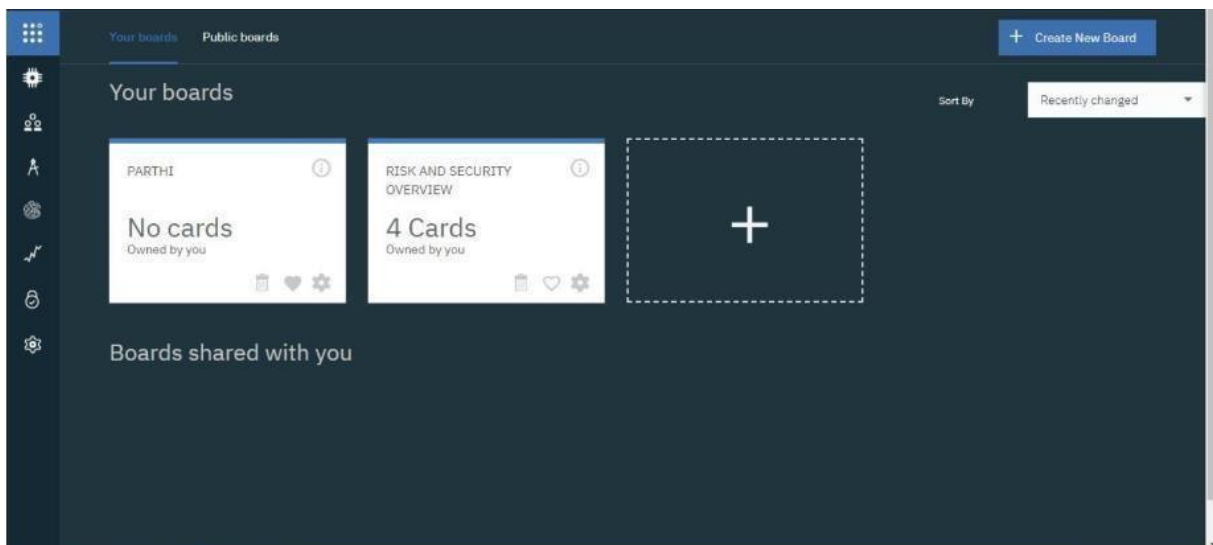 Your boards Public boards
+ Create New Board
Your boards
Sort By Recently changed
PARTHI
No cards
Owned by you
RISK AND SECURITY
OVERVIEW
4 Cards
Owned by you
Boards shared with you